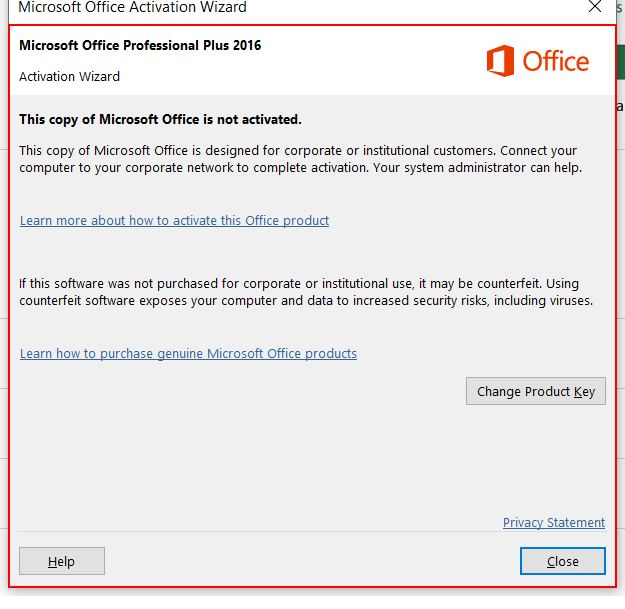 Microsoft Office Activation Wizard
Microsoft Office Professional Plus 2016
Office
Activation Wizard
This copy of Microsoft Office is not activated.
This copy of Microsoft Office is designed for corporate or institutional customers. Connect your
computer to your corporate network to complete activation. Your system administrator can help.
Learn more about how to activate this Office product
If this software was not purchased for corporate or institutional use, it may be counterfeit. Using
counterfeit software exposes your computer and data to increased security risks, including viruses.
Learn how to purchase genuine Microsoft Office products
Change Product Key
Privacy Statement
Help
Close